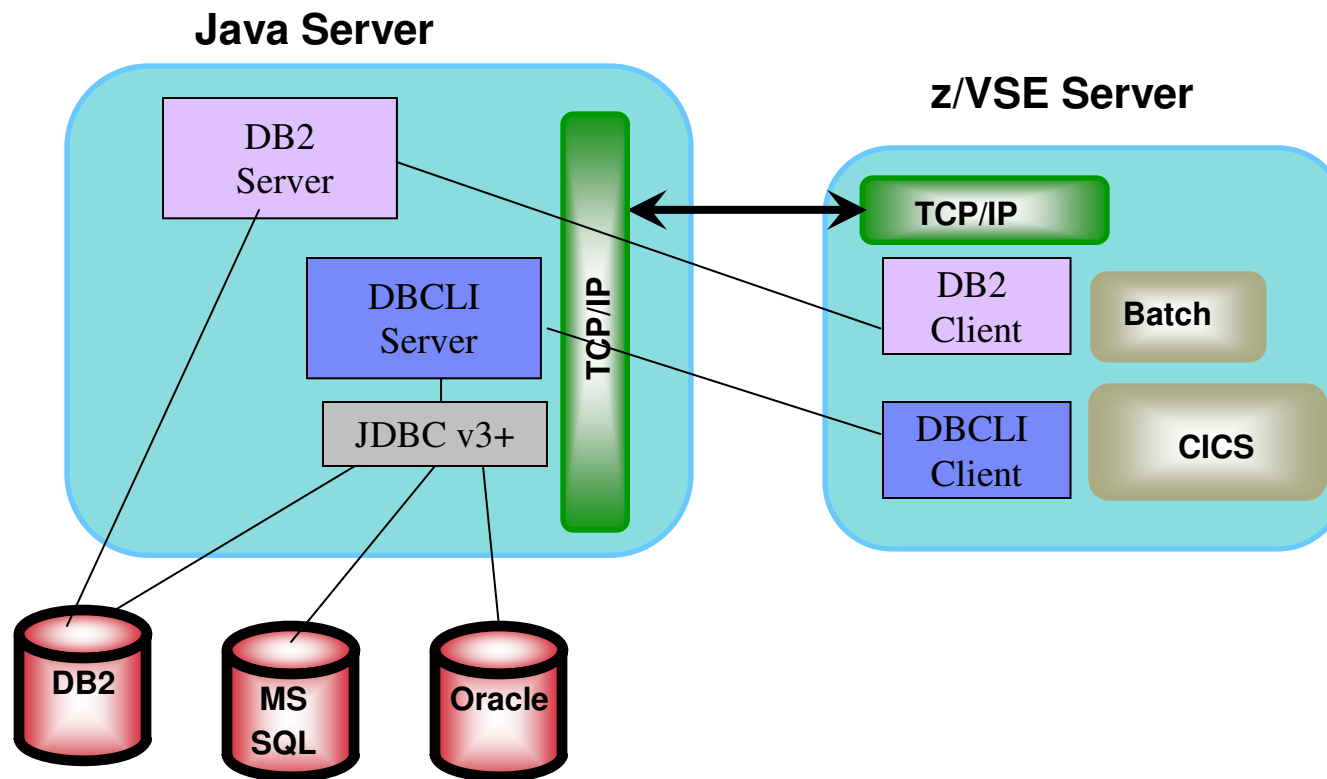 Java Server
z/VSE Server
DB2
Server
TCP/IP
DBCLI
Server
TCP/IP
DB2
Client
Batch
JDBC v3+
DBCLI
Client
CICS
DB2
MS
SQL
Oracle